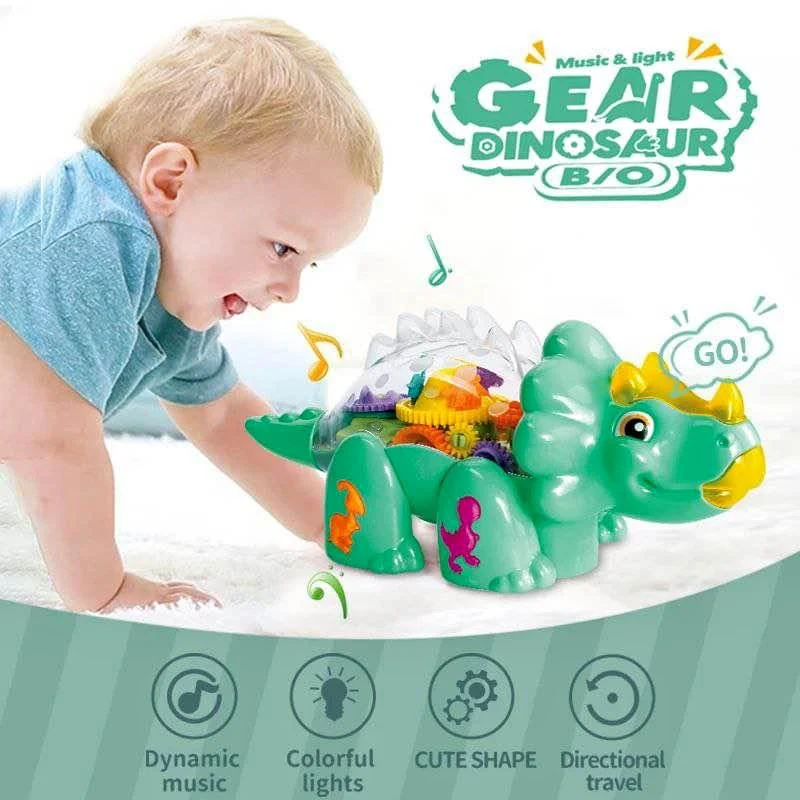 Music & light
GEAR
DINOSAUR
B/O
GO!
Dynamic
music
Colorful
lights
CUTE SHAPE
Directional
travel